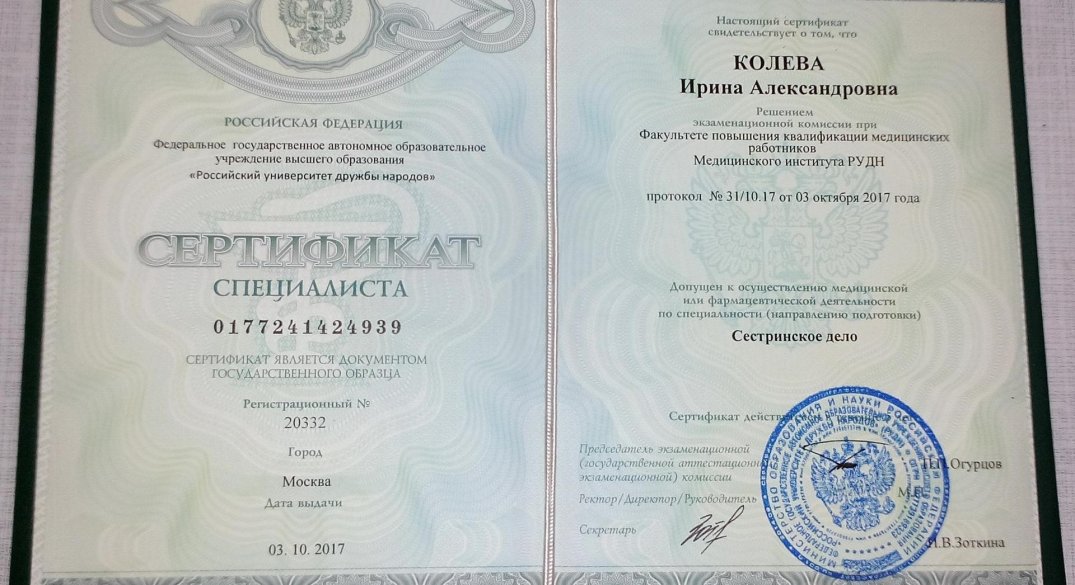 РОССИЙСКАЯ ФЕДЕРАЦИЯ
Федеральное государственное автономное образовательное
учреждение высшего образования
«Российский университет дружбы народов»
СЕРТИФИКАТ
СПЕЦИАЛИСТА
0177241424939
СЕРТИФИКАТ ЯВЛЯЕТСЯ ДОКУМЕНТОМ
ГОСУДАРСТВЕННОГО ОБРАЗЦА
Регистрационный №
20332
Город
Москва
Дата выдачи
03. 10. 2017
Настоящий сертификат
свидетельствует о том, что
КОЛЕВА
Ирина Александровна
Решением
экзаменационной комиссии при
Факультете повышения квалификации медицинских
работников
Медицинского института РУДН
протокол № 31/10.17 от 03 октября 2017 года
Допущен к осуществлению медицинской
или фармацевтической деятельности
по специальности (направлению подготовки)
Сестринское дело
Сертификат
Председатель экзаменационной
(государственной аттестационной
экзаменационной) комиссии
Огурцов
Ректор/Директор/Руководитель
М.
Секретарь
В.Зоткина